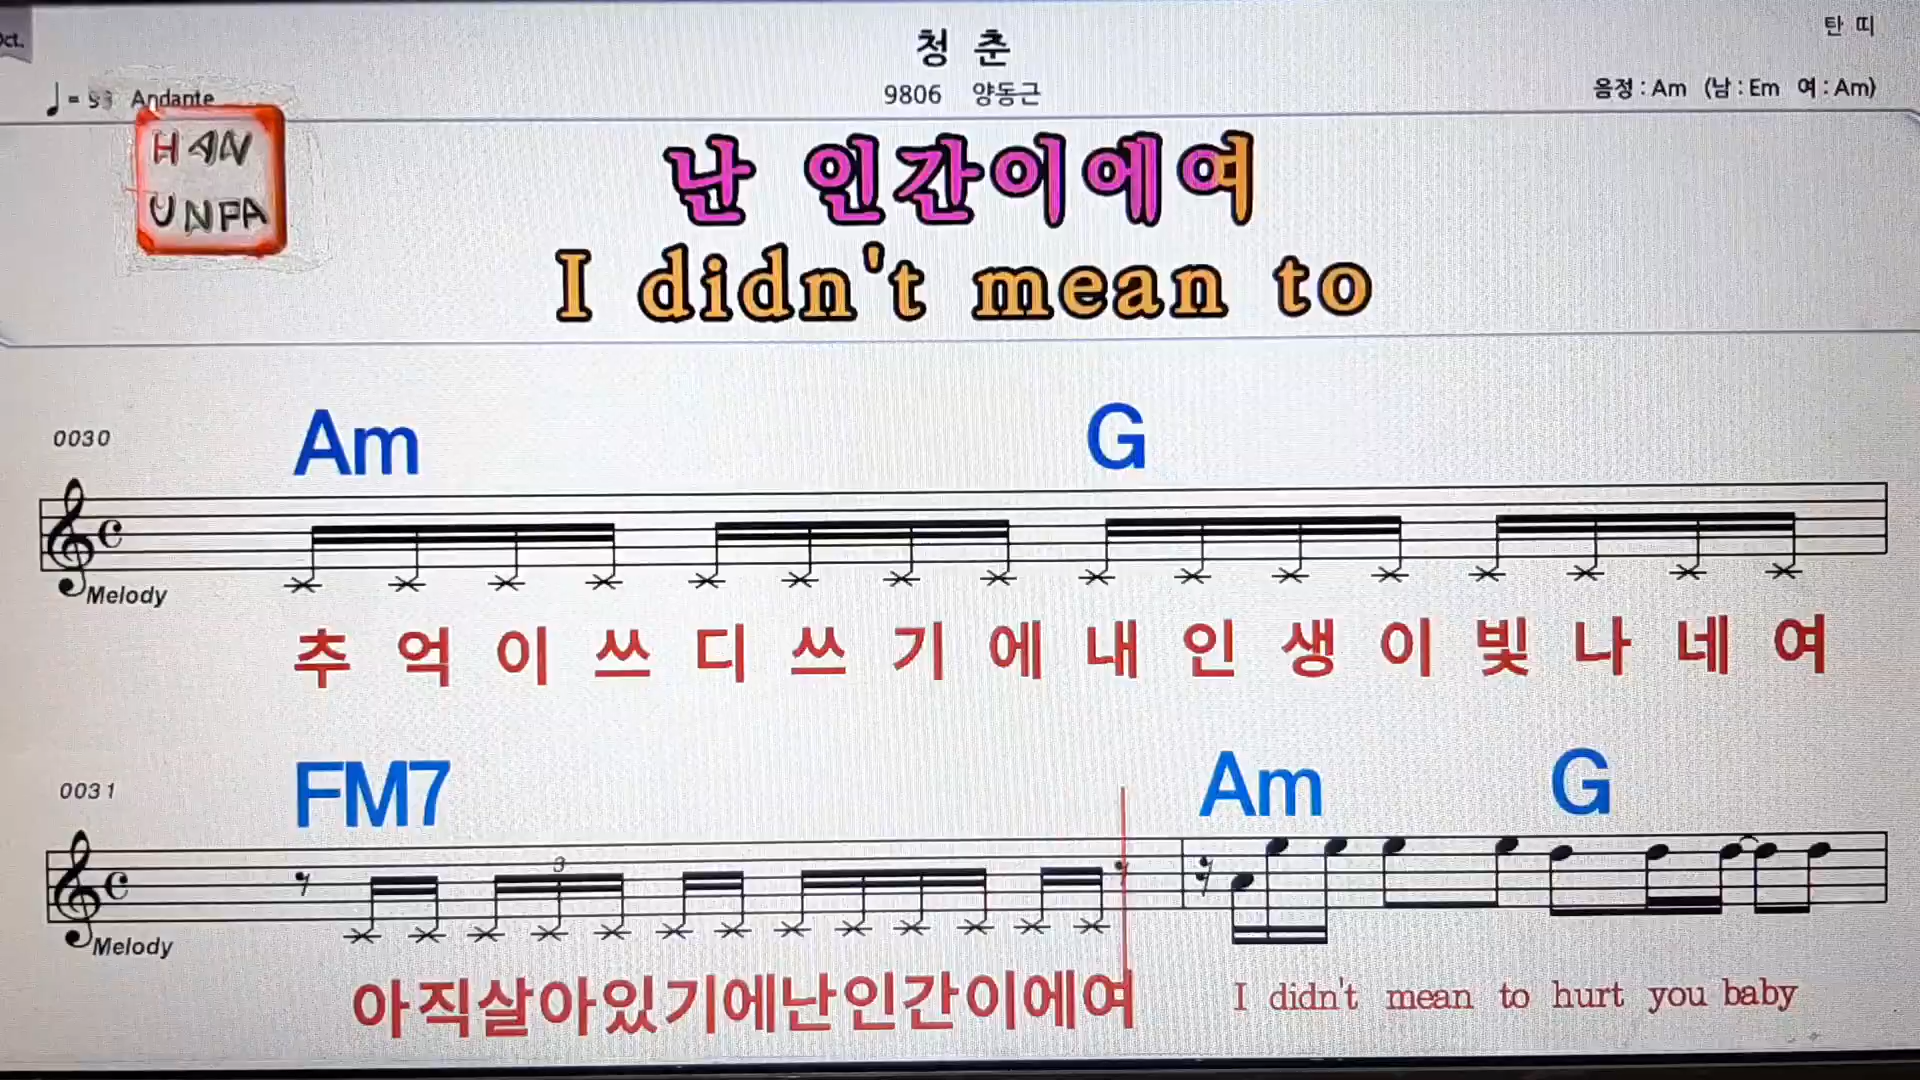 Oct.
탄 띠
청 춘
9806 양동근
Andante
음정 : Am (남 : Em 여 : Am)
HAN
UNPA
난 인간이에여
I didn't mean to
0030
Am G
Melody
추 억 이 쓰 디 쓰 기 에 내 인 생 이 빛 나 네 여
0031
FM7 Am G
3
Melody
아직살아있기에난인간이에여 I didn't mean to hurt you baby